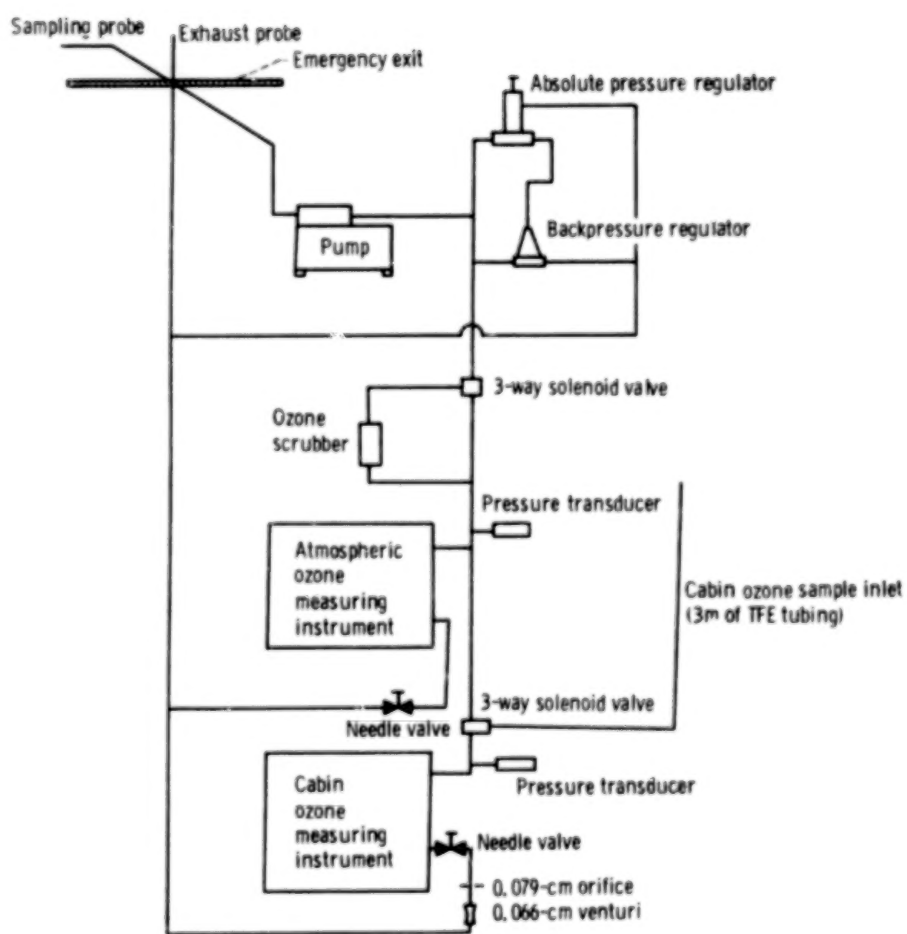 Sampling probe
Exhaust probe
Emergency exit
Absolute pressure regulator
Pump
Backpressure regulator
3-way solenoid valve
Ozone
scrubber
Pressure transducer
Atmospheric
ozone
measuring
instrument
Cabin ozone sample inlet
(3m of TFE tubing)
3-way solenoid valve
Needle valve
Cabin
ozone
measuring
instrument
Pressure transducer
Needle valve
0.079-cm orifice
0.066-cm venturi